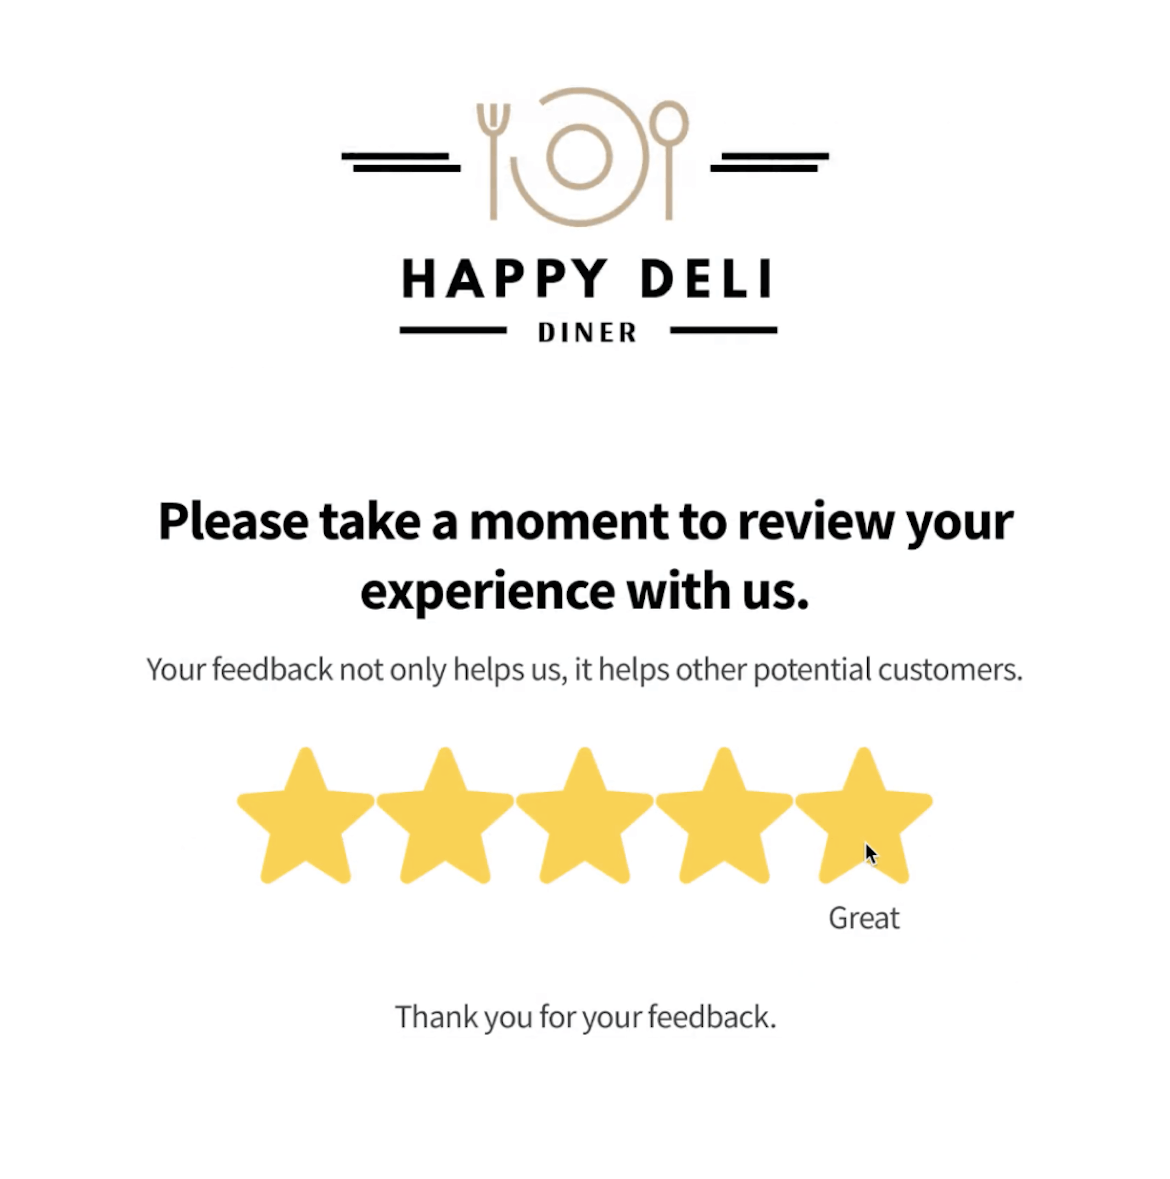 HAPPY DELI
DINER
Please take a moment to review your
experience with us.
Your feedback not only helps us, it helps other potential customers.
Great
Thank you for your feedback.